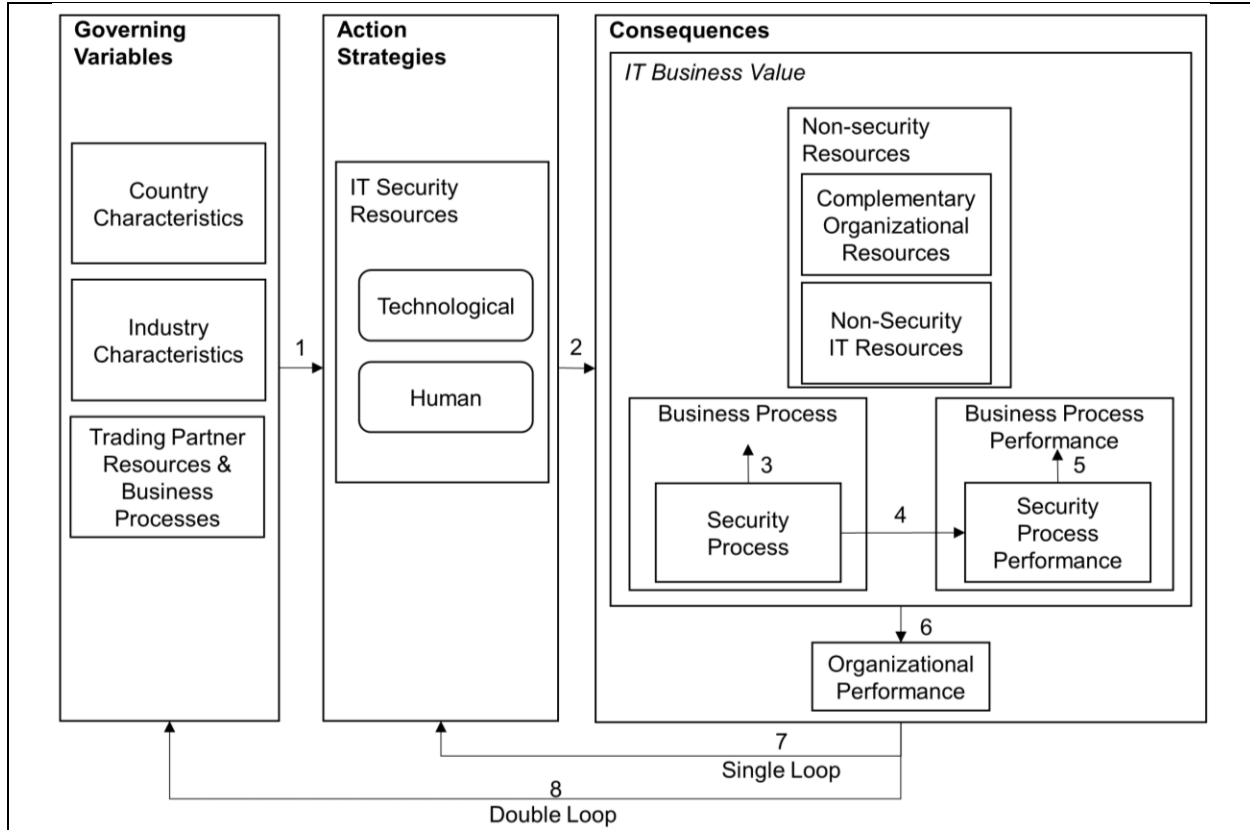 Governing
Variables
Country
Characteristics
Industry
Characteristics
Trading Partner
Resources &
Business
Processes
1
Action
Strategies
IT Security
Resources
Technological
Human
2
Consequences
IT Business Value
Non-security
Resources
Complementary
Organizational
Resources
Non-Security
IT Resources
Business Process
3
Security
Process
4
Business Process
Performance
5
Security
Process
Performance
6
Organizational
Performance
7
Single Loop
8
Double Loop